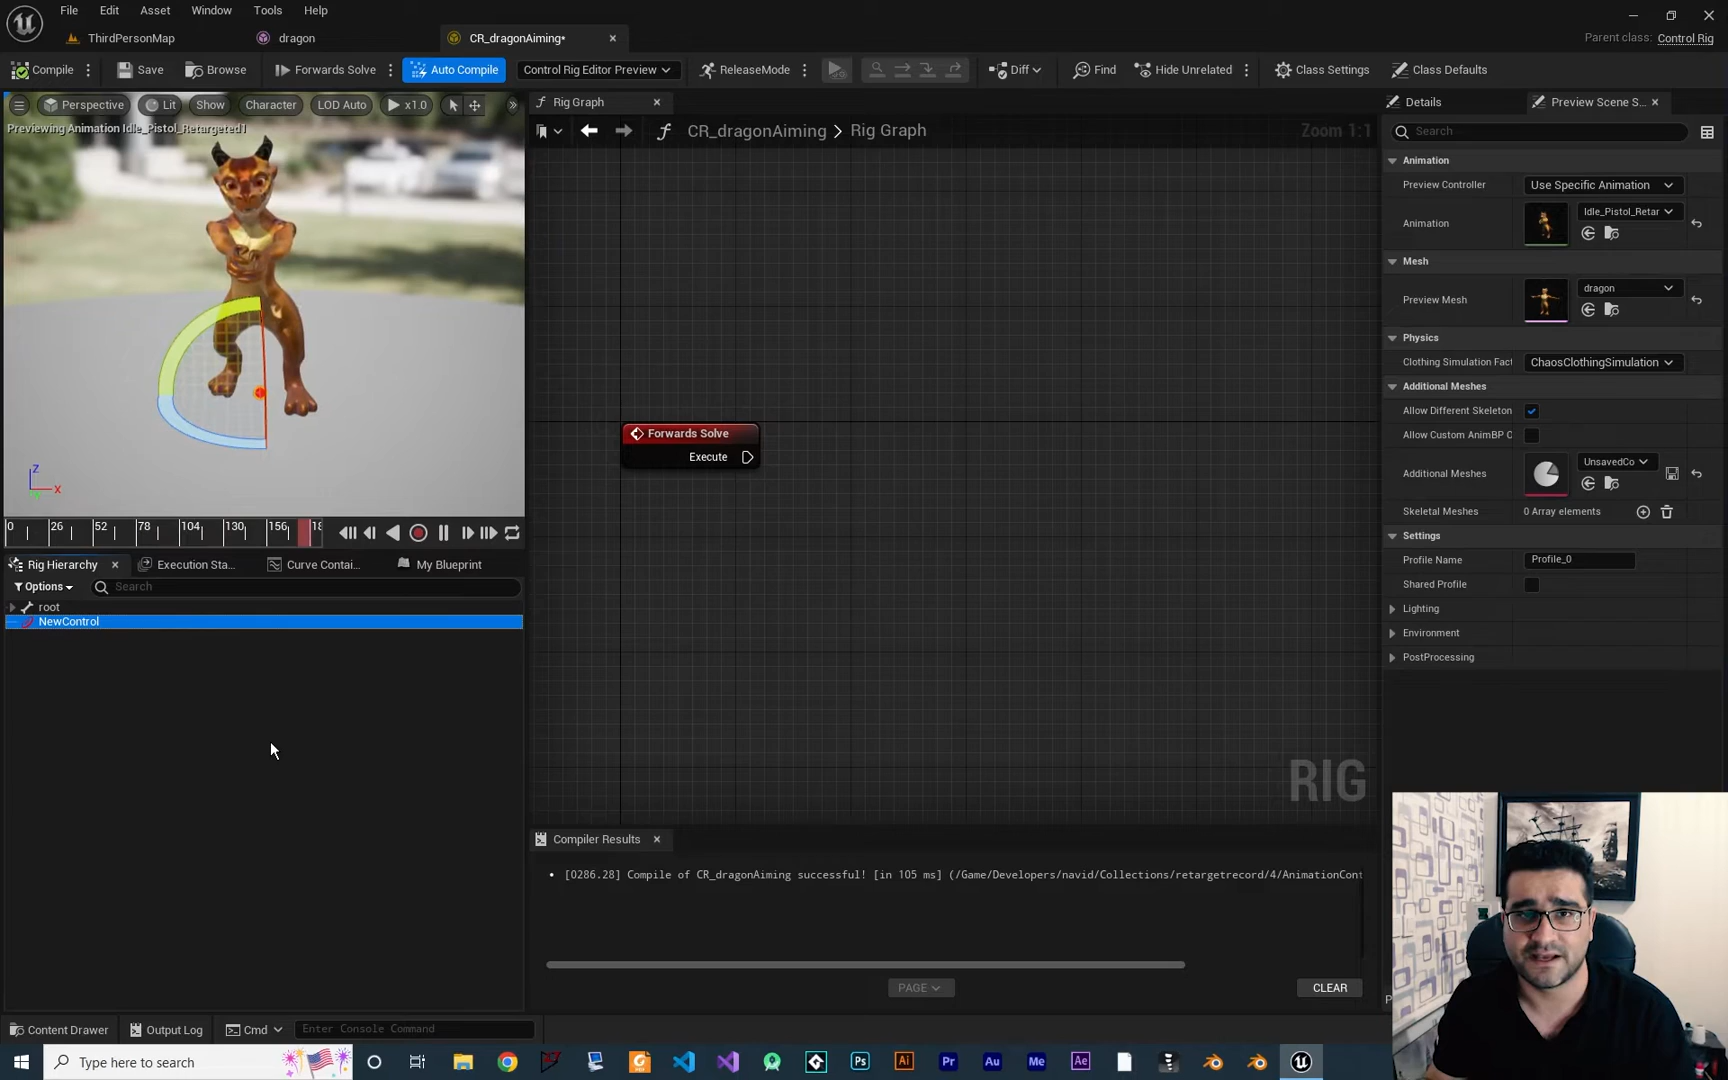 File Edit Window Tools Help
ThirdPersonMap dragon CR_dragonAiming*
Parent class: Control Rig
Compile Save Browse Forwards Solve Auto Compile Control Rig Editor Preview ReleaseMode Diff Find Hide Unrelated Class Settings Class Defaults
Perspective Lit Show Character LOD Auto x1.0
Previewing Animation Idle_Pistol_Retargeted1
Z
X
0 26 52 78 104 130 156 18
Rig Hierarchy Execution Sta... Curve Contai... My Blueprint
Options Search
root
NewControl
Rig Graph
CR_dragonAiming > Rig Graph
Zoom 1:1
Forwards Solve
Execute
RIG
Compiler Results
• [0286.28] Compile of CR_dragonAiming successful! [in 105 ms] (/Game/Developers/navid/Collections/retargetrecord/4/AnimationCont
PAGE
CLEAR
Details Preview Scene S...
Search
Animation
Preview Controller Use Specific Animation
Animation Idle_Pistol_Retar
Mesh
Preview Mesh dragon
Physics
Clothing Simulation Fact ChaosClothingSimulation
Additional Meshes
Allow Different Skeleton
Allow Custom AnimBP O
Additional Meshes UnsavedCo
Skeletal Meshes 0 Array elements
Settings
Profile Name Profile_0
Shared Profile
Lighting
Environment
PostProcessing
Content Drawer Output Log Cmd Enter Console Command
Type here to search
Ps Ai Pr Au Me Ae